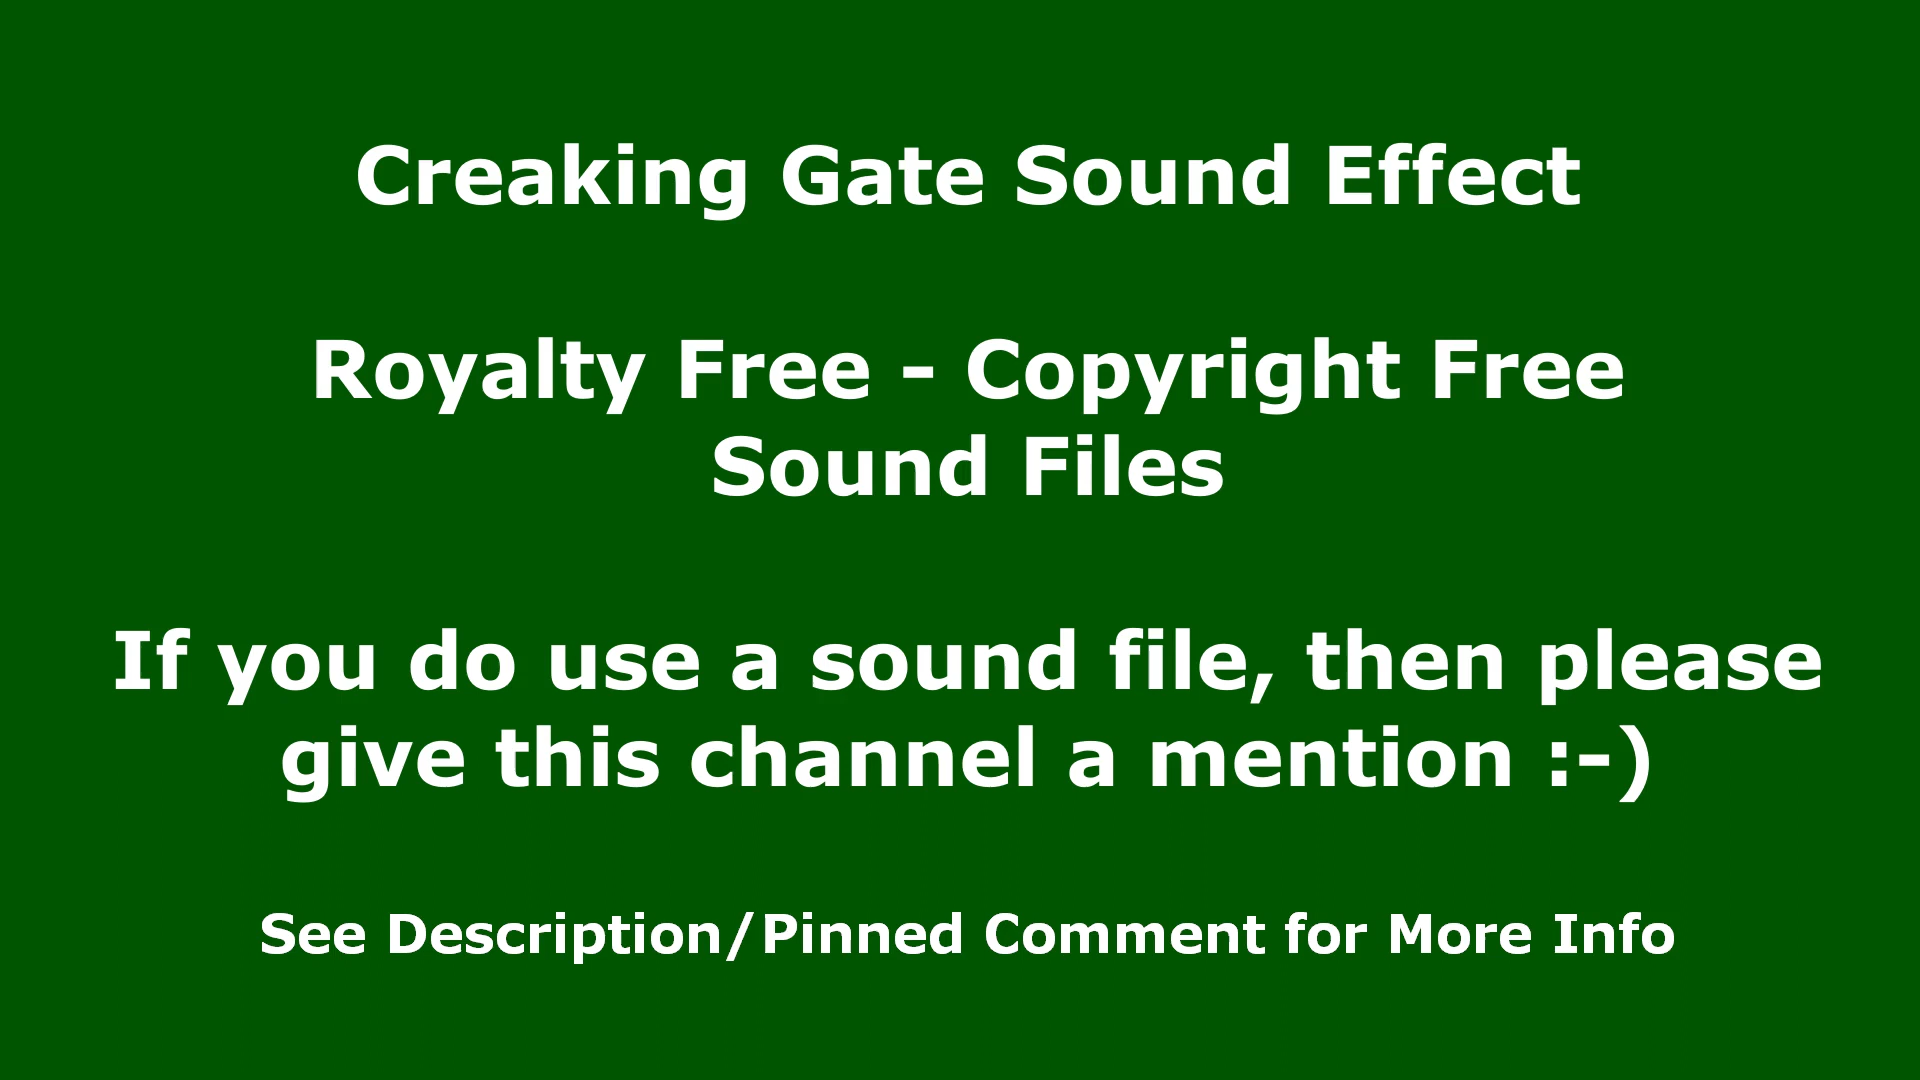 Creaking Gate Sound Effect
Royalty Free - Copyright Free
Sound Files
If you do use a sound file, then please
give this channel a mention :-)
See Description/Pinned Comment for More Info